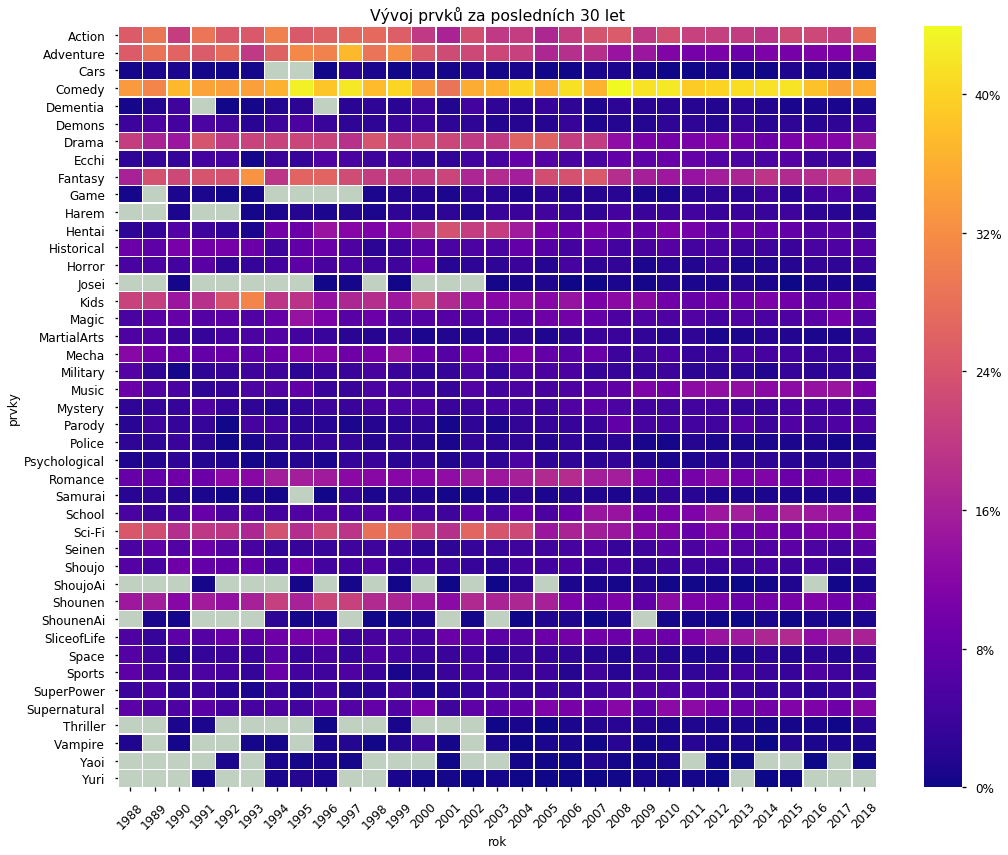 Vývoj prvků za posledních 30 let
Action
Adventure
Cars
Comedy
Dementia
Demons
Drama
Ecchi
Fantasy
Game
Harem
Hentai
Historical
Horror
Josei
Kids
Magic
MartialArts
Mecha
Military
Music
Mystery
Parody
Police
Psychological
Romance
Samurai
School
Sci-Fi
Seinen
Shoujo
ShoujoAi
Shounen
ShounenAi
SliceofLife
Space
Sports
SuperPower
Supernatural
Thriller
Vampire
Yaoi
Yuri
prvky
1988 1989 1990 1991 1992 1993 1994 1995 1996 1997 1998 1999 2000 2001 2002 2003 2004 2005 2006 2007 2008 2009 2010 2011 2012 2013 2014 2015 2016 2017 2018
rok
40%
32%
24%
16%
8%
0%